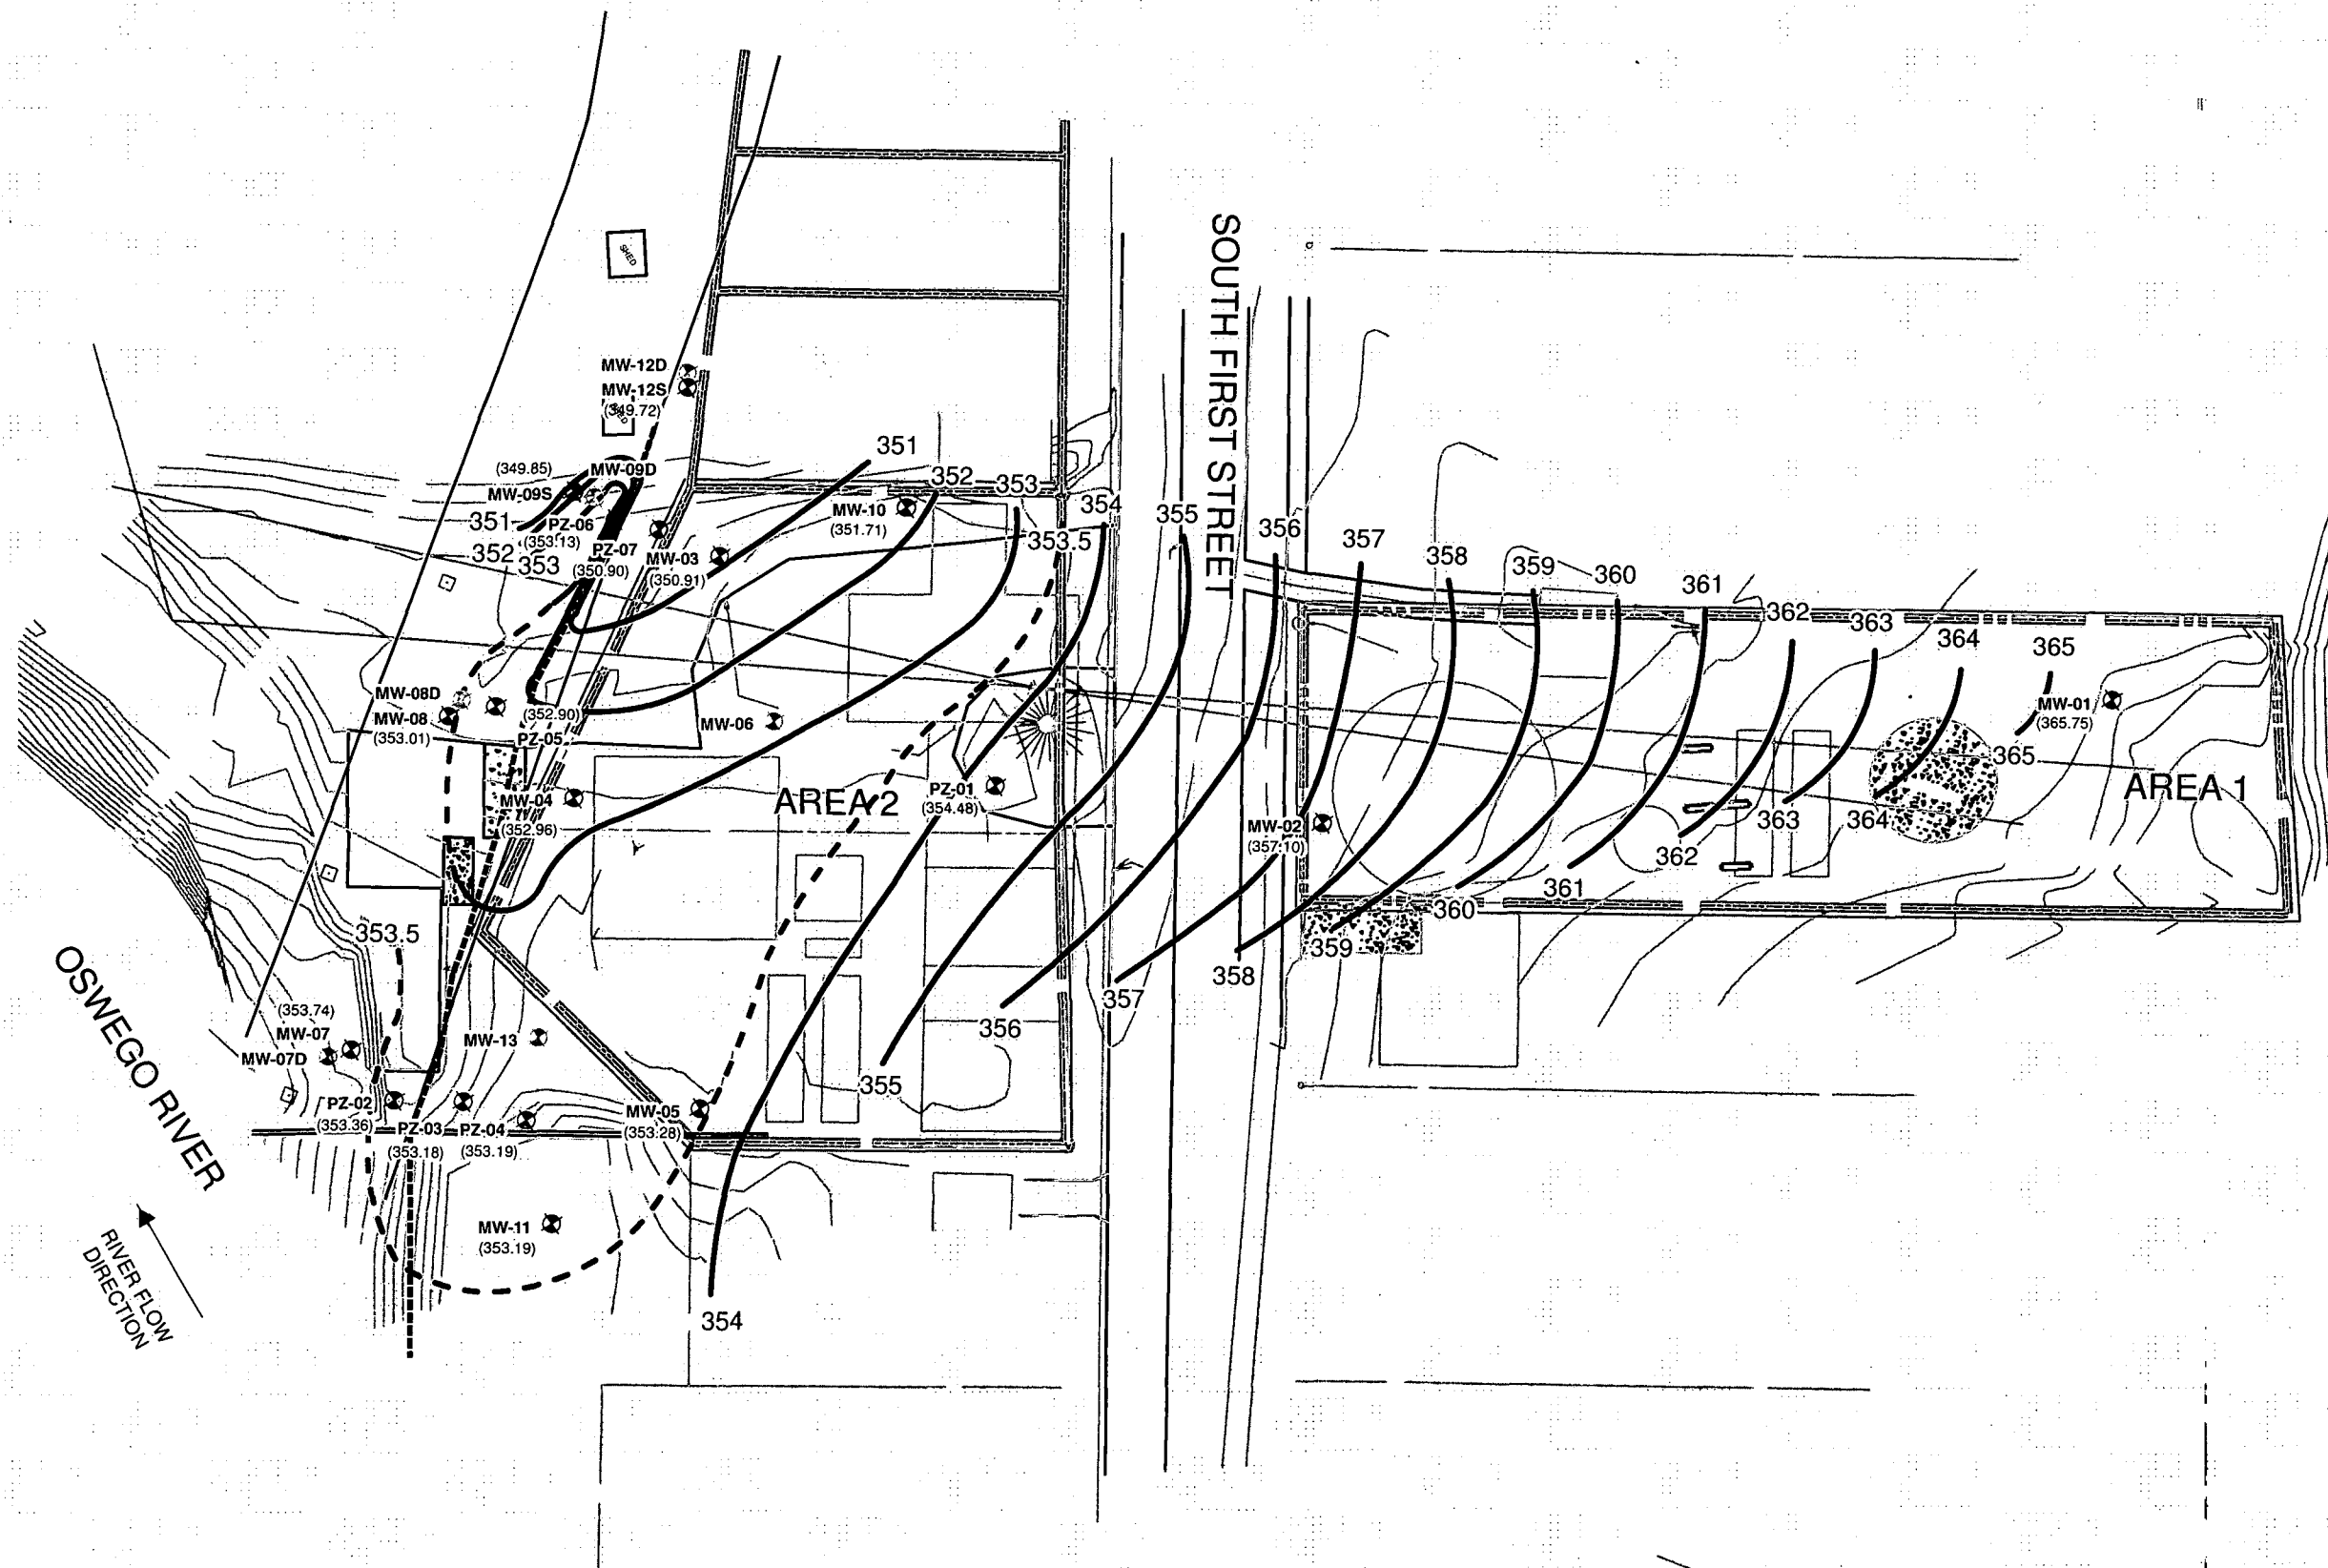 SHED
SOUTH FIRST STREET
MW-12D
MW-12S
(349.72)
351
(349.85)
MW-09D
MW-09S
352
353
354
351
PZ-06
(353.13)
MW-10
(351.71)
355
356
357
353.5
352
353
PZ-07
(350.90)
MW-03
(350.91)
358
359
360
361
362
363
364
365
MW-08D
MW-08
(353.01)
(352.90)
PZ-05
MW-06
MW-01
(365.75)
365
AREA 1
AREA 2
PZ-01
(354.48)
MW-04
(352.96)
MW-02
(357.10)
363
364
362
361
360
359
358
357
356
355
353.5
OSWEGO RIVER
(353.74)
MW-07
MW-07D
MW-13
PZ-02
(353.36)
PZ-03
(353.18)
PZ-04
(353.19)
MW-05
(353.28)
MW-11
(353.19)
354
RIVER FLOW
DIRECTION